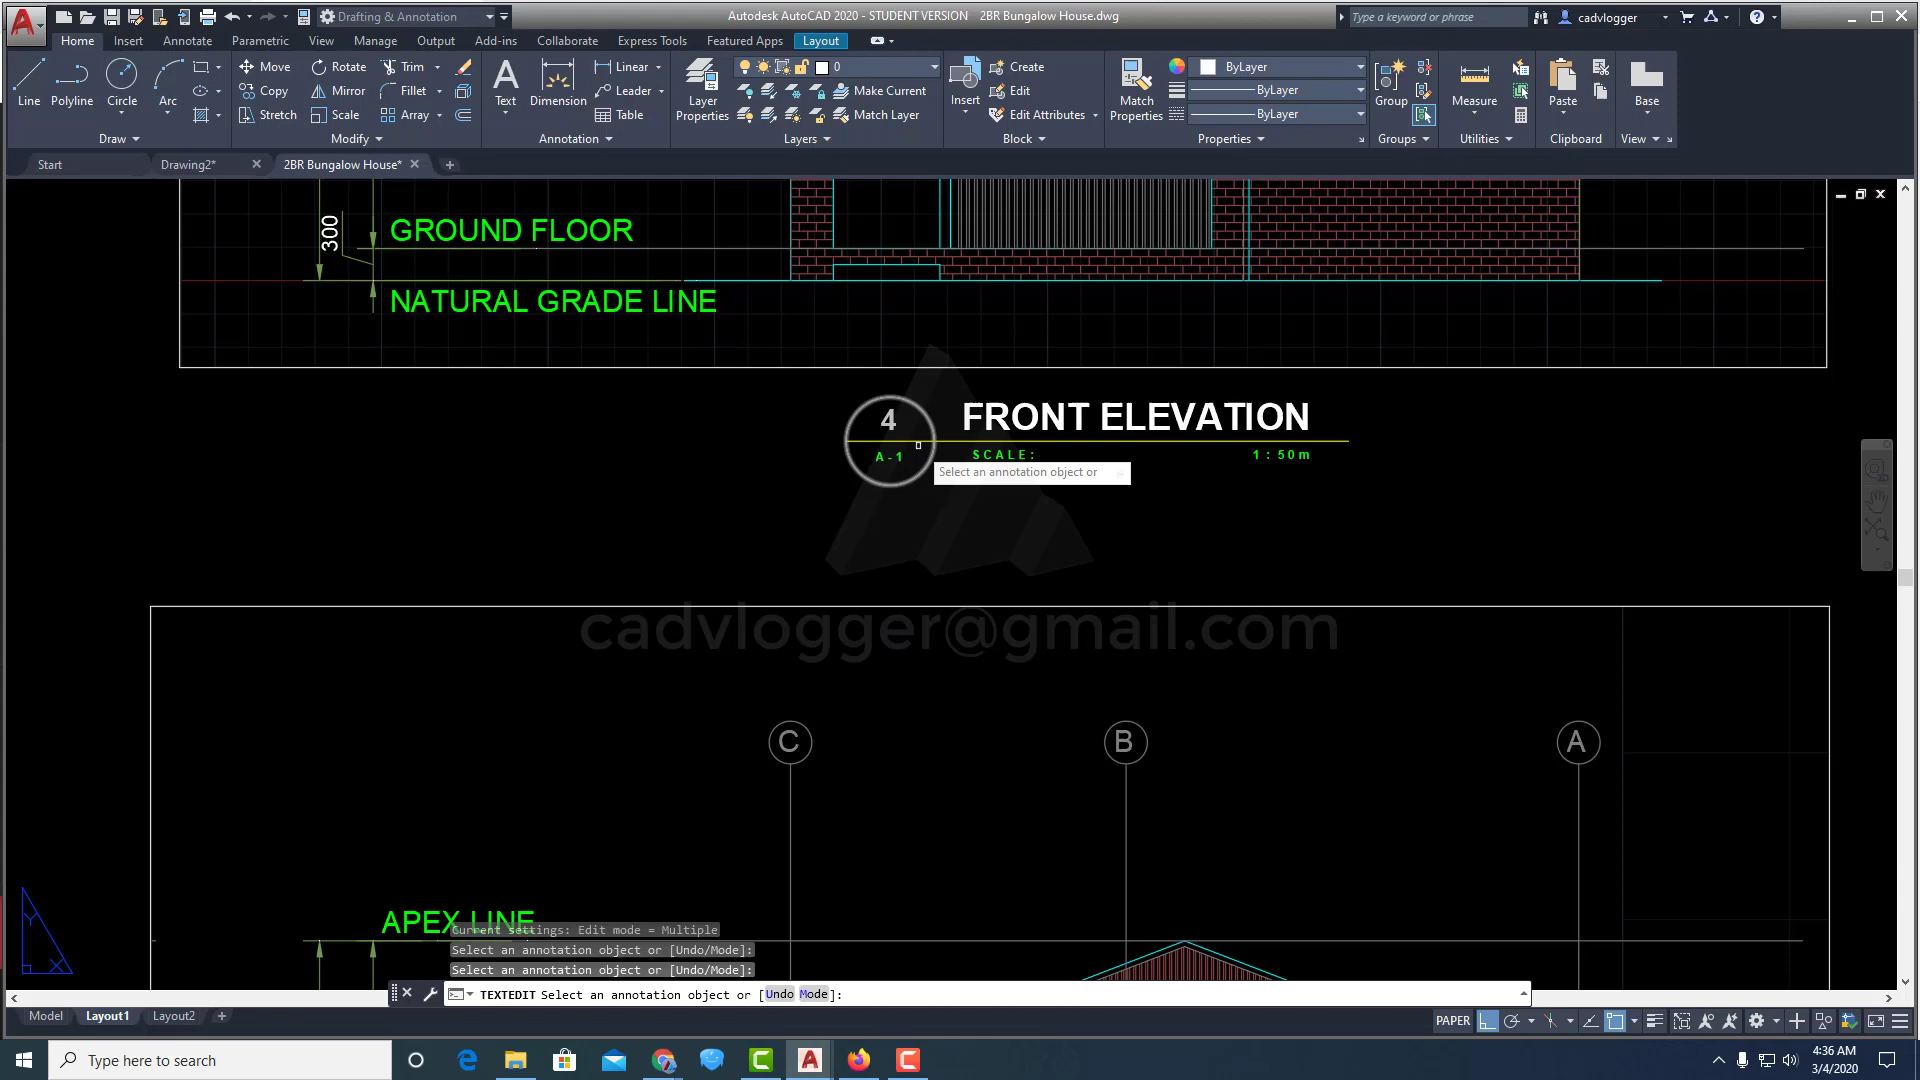 Drafting & Annotation
Autodesk AutoCAD 2020 - STUDENT VERSION 2BR Bungalow House.dwg
Type a keyword or phrase
cadvlogger
Home Insert Annotate Parametric View Manage Output Add-ins Collaborate Express Tools Featured Apps Layout
Line Polyline Circle Arc
Move Rotate Trim
Copy Mirror Fillet
Stretch Scale Array
Text Dimension
Linear
Leader
Table
Layer Properties
0
Make Current
Match Layer
Insert
Create
Edit
Edit Attributes
Match Properties
ByLayer
ByLayer
ByLayer
Group
Measure
Paste
Base
Draw Modify Annotation Layers Block Properties Groups Utilities Clipboard View
Start Drawing2* 2BR Bungalow House*
300
GROUND FLOOR
NATURAL GRADE LINE
4 FRONT ELEVATION
A-1 SCALE: 1:50m
Select an annotation object or
cadvlogger@gmail.com
C B A
APEX LINE
Current settings: Edit mode = Multiple
Select an annotation object or [Undo/Mode]:
Select an annotation object or [Undo/Mode]:
Y
X
TEXTEDIT Select an annotation object or [Undo Mode]:
Model Layout1 Layout2
PAPER
Type here to search
4:36 AM
3/4/2020